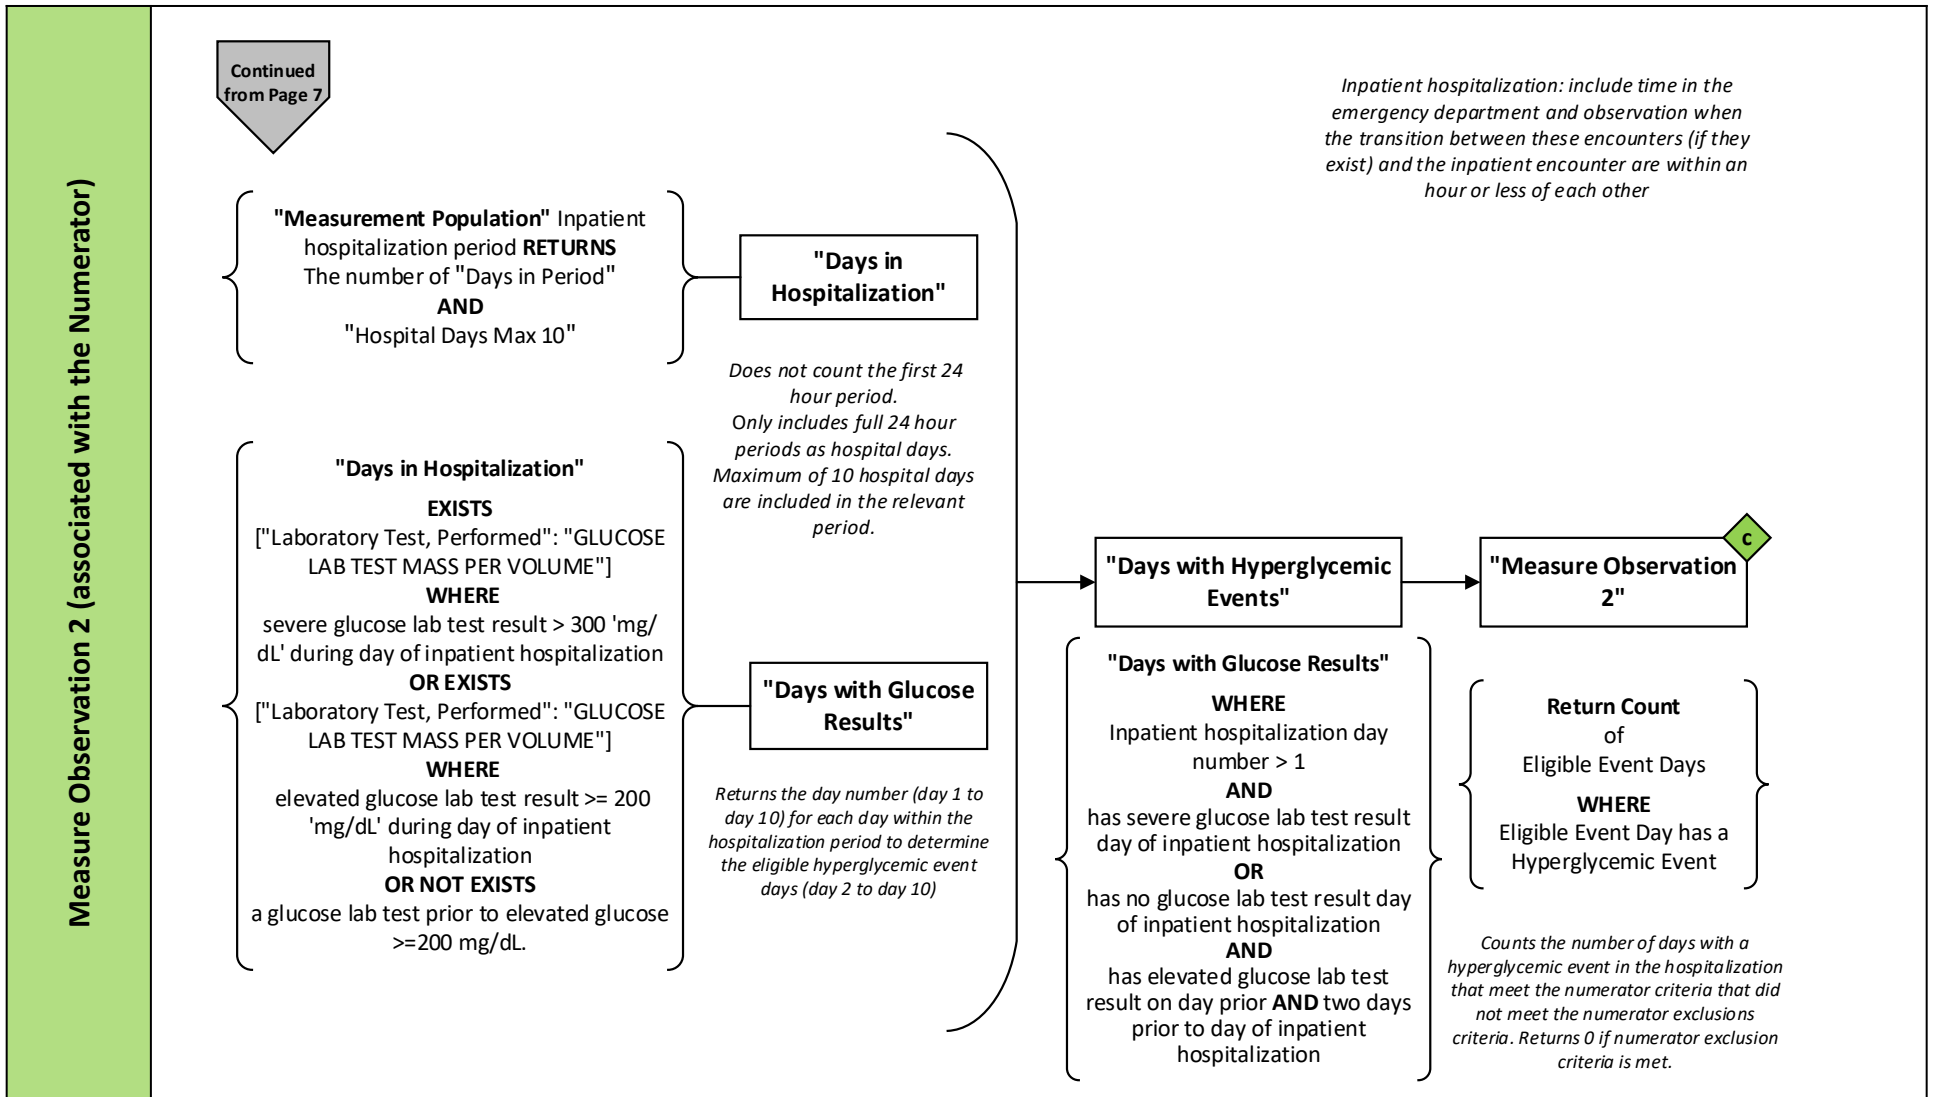 Measure Observation 2 (associated with the Numerator)
Continued
from Page 7
Inpatient hospitalization: include time in the
emergency department and observation when
the transition between these encounters (if they
exist) and the inpatient encounter are within an
hour or less of each other
"Measurement Population" Inpatient
hospitalization period RETURNS
The number of "Days in Period"
AND
"Hospital Days Max 10"
"Days in
Hospitalization"
Does not count the first 24
hour period.
Only includes full 24 hour
periods as hospital days.
Maximum of 10 hospital days
are included in the relevant
period.
"Days in Hospitalization"
EXISTS
["Laboratory Test, Performed": "GLUCOSE
LAB TEST MASS PER VOLUME"]
WHERE
severe glucose lab test result > 300 'mg/
dL' during day of inpatient hospitalization
OR EXISTS
["Laboratory Test, Performed": "GLUCOSE
LAB TEST MASS PER VOLUME"]
WHERE
elevated glucose lab test result >= 200
'mg/dL' during day of inpatient
hospitalization
OR NOT EXISTS
a glucose lab test prior to elevated glucose
>=200 mg/dL.
"Days with Glucose
Results"
Returns the day number (day 1 to
day 10) for each day within the
hospitalization period to determine
the eligible hyperglycemic event
days (day 2 to day 10)
"Days with Hyperglycemic
Events"
"Days with Glucose Results"
WHERE
Inpatient hospitalization day
number > 1
AND
has severe glucose lab test result
day of inpatient hospitalization
OR
has no glucose lab test result day
of inpatient hospitalization
AND
has elevated glucose lab test
result on day prior AND two days
prior to day of inpatient
hospitalization
c
"Measure Observation
2"
Return Count
of
Eligible Event Days
WHERE
Eligible Event Day has a
Hyperglycemic Event
Counts the number of days with a
hyperglycemic event in the hospitalization
that meet the numerator criteria that did
not meet the numerator exclusions
criteria. Returns 0 if numerator exclusion
criteria is met.